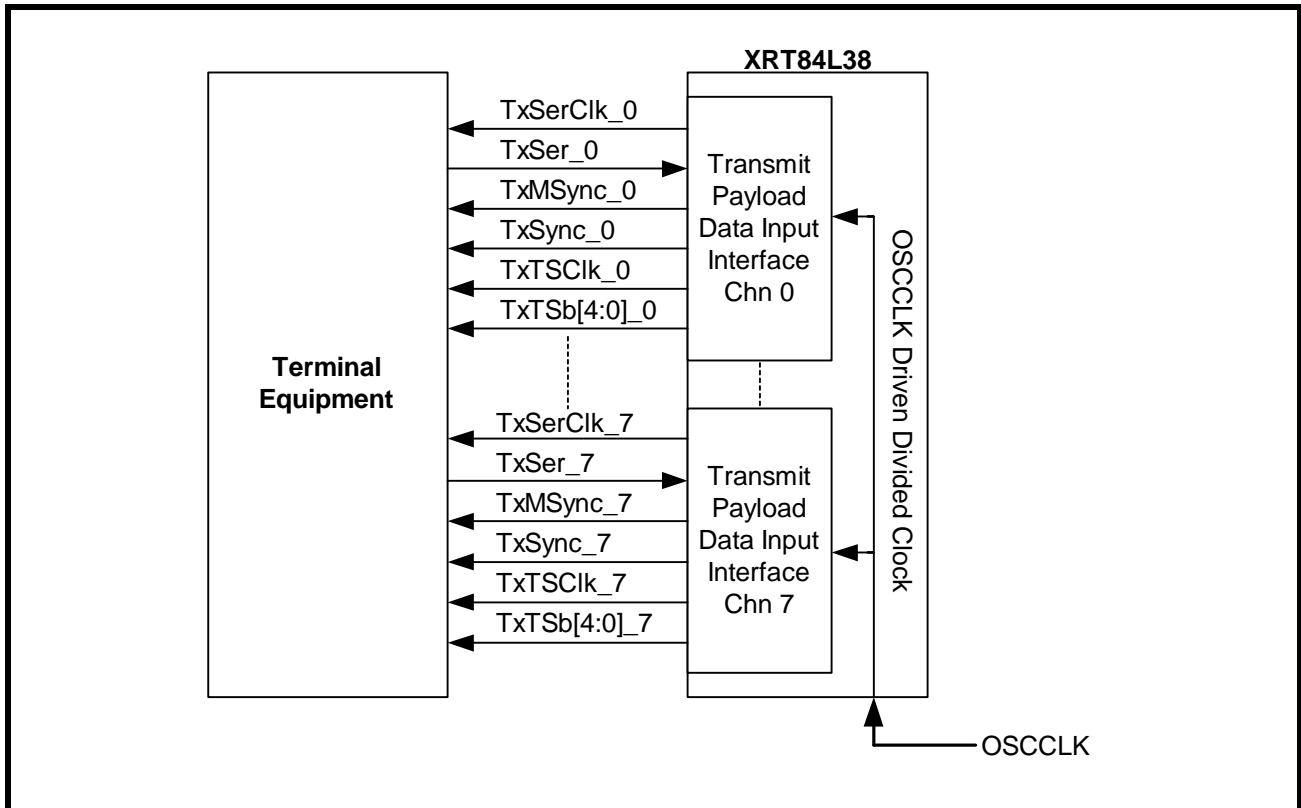 XRT84L38
TxSerClk_0
TxSer_0
TxMSync_0
TxSync_0
TxTSClk_0
TxTSb[4:0]_0
Transmit
Payload
Data Input
Interface
Chn 0
OSCCLK Driven Divided Clock
Terminal
Equipment
TxSerClk_7
TxSer_7
TxMSync_7
TxSync_7
TxTSClk_7
TxTSb[4:0]_7
Transmit
Payload
Data Input
Interface
Chn 7
OSCCLK